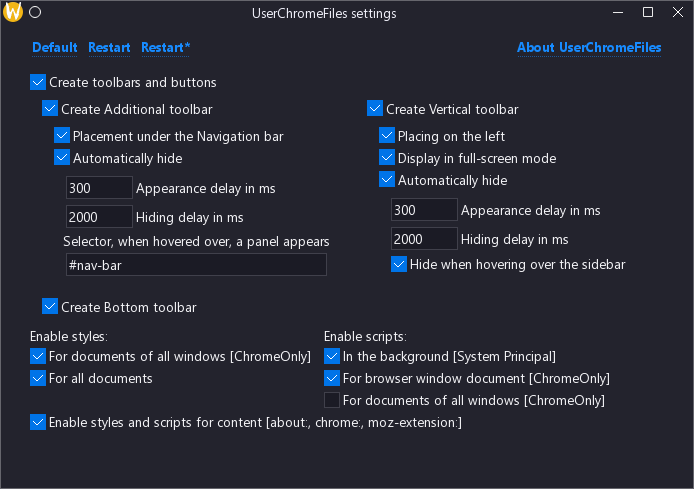 UserChromeFiles settings
Default Restart Restart* About UserChromeFiles
Create toolbars and buttons
Create Additional toolbar
Placement under the Navigation bar
Automatically hide
300 Appearance delay in ms
2000 Hiding delay in ms
Selector, when hovered over, a panel appears
#nav-bar
Create Vertical toolbar
Placing on the left
Display in full-screen mode
Automatically hide
300 Appearance delay in ms
2000 Hiding delay in ms
Hide when hovering over the sidebar
Create Bottom toolbar
Enable styles:
For documents of all windows [ChromeOnly]
For all documents
Enable scripts:
In the background [System Principal]
For browser window document [ChromeOnly]
For documents of all windows [ChromeOnly]
Enable styles and scripts for content [about:, chrome:, moz-extension:]